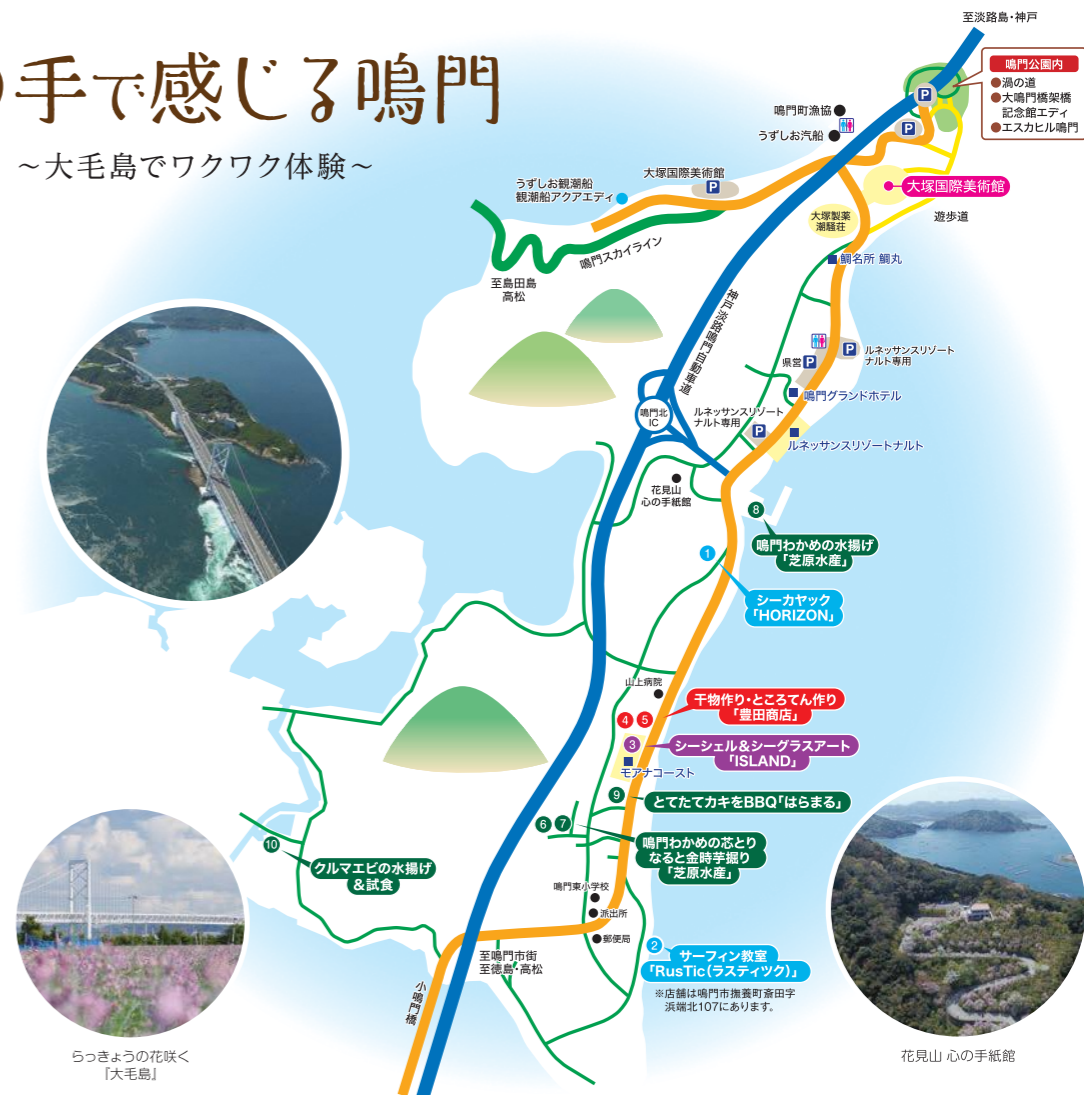 手で感じる鳴門
~大毛島でワクワク体験~
至淡路島・神戸
鳴門公園内
●渦の道
●大鳴門橋架橋
記念館エディ
●エスカヒル鳴門
P
P
鳴門町漁協
うずしお汽船
大塚国際美術館
P
うずしお観潮船
観潮船アクアエディ
大塚国際美術館
遊歩道
大塚製薬
潮騒荘
鳴門スカイライン
至島田島
高松
鯛名所 鯛丸
神戸淡路鳴門自動車道
県営 P
P
ルネッサンスリゾート
ナルト専用
鳴門グランドホテル
鳴門北
IC
ルネッサンスリゾート
ナルト専用
P
ルネッサンスリゾートナルト
花見山
心の手紙館
8
鳴門わかめの水揚げ
「芝原水産」
1
シーカヤック
「HORIZON」
山上病院
4 5
干物作り・ところてん作り
「豊田商店」
3
シーシェル&シーグラスアート
「ISLAND」
モアナコースト
9
とてたてカキをBBQ「はらまる」
6 7
鳴門わかめの芯とり
なると金時芋掘り
「芝原水産」
10
クルマエビの水揚げ
&試食
鳴門東小学校
派出所
郵便局
至鳴門市街
至徳島・高松
小鳴門橋
2
サーフィン教室
「RusTic(ラスティツク)」
※店舗は鳴門市撫養町斎田字
浜端北107にあります。
らっきょうの花咲く
『大毛島』
花見山 心の手紙館